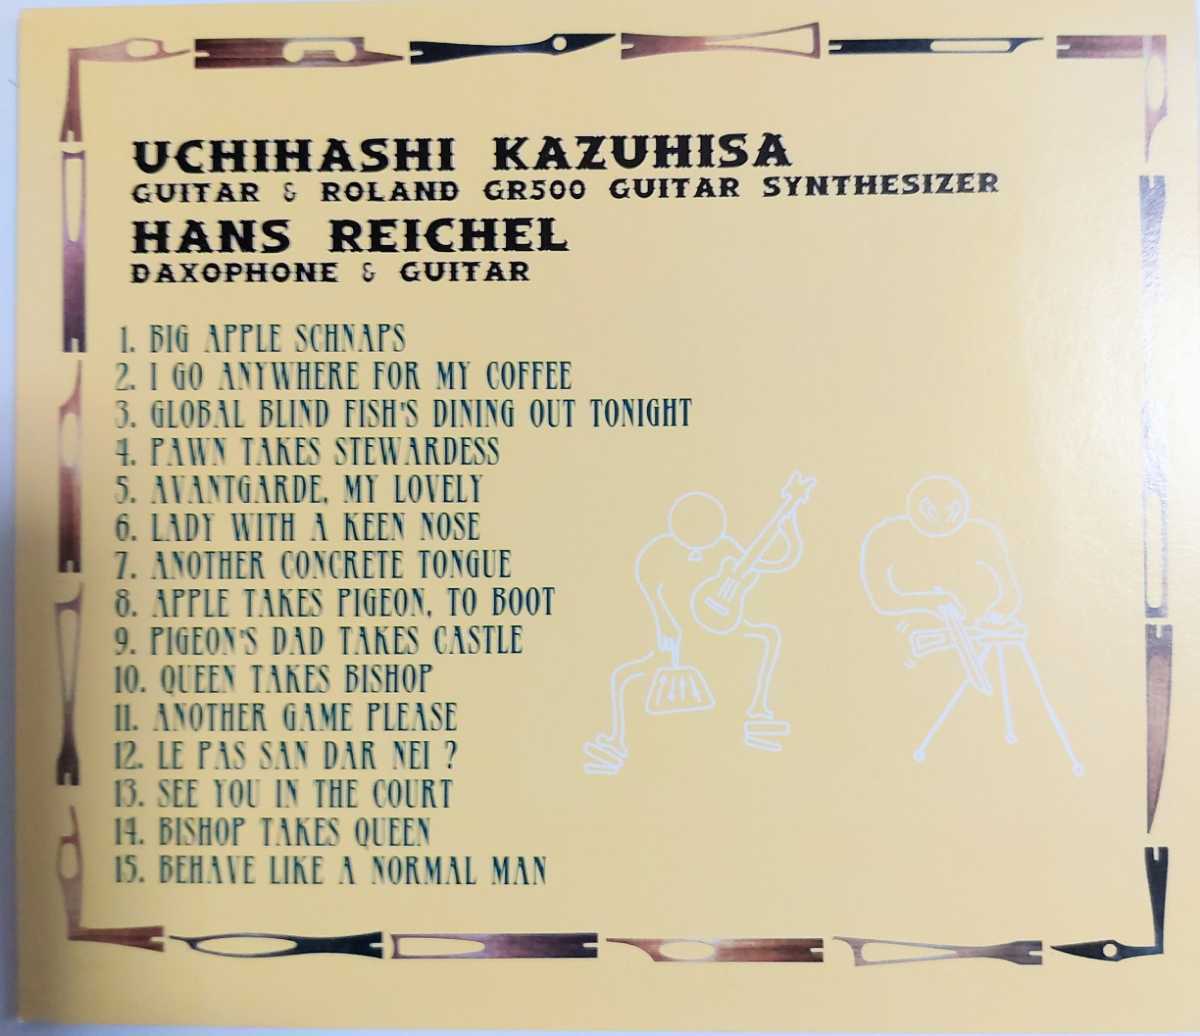 UCHIHASHI KAZUHISA
GUITAR & ROLAND GR500 GUITAR SYNTHESIZER
HANS REICHEL
DAXOPHONE & GUITAR
1. BIG APPLE SCHNAPS
2. I GO ANYWHERE FOR MY COFFEE
3. GLOBAL BLIND FISH'S DINING OUT TONIGHT
4. PAWN TAKES STEWARDESS
5. AVANTGARDE, MY LOVELY
6. LADY WITH A KEEN NOSE
7. ANOTHER CONCRETE TONGUE
8. APPLE TAKES PIGEON, TO BOOT
9. PIGEON'S DAD TAKES CASTLE
10. QUEEN TAKES BISHOP
11. ANOTHER GAME PLEASE
12. LE PAS SAN DAR NEI ?
13. SEE YOU IN THE COURT
14. BISHOP TAKES QUEEN
15. BEHAVE LIKE A NORMAL MAN